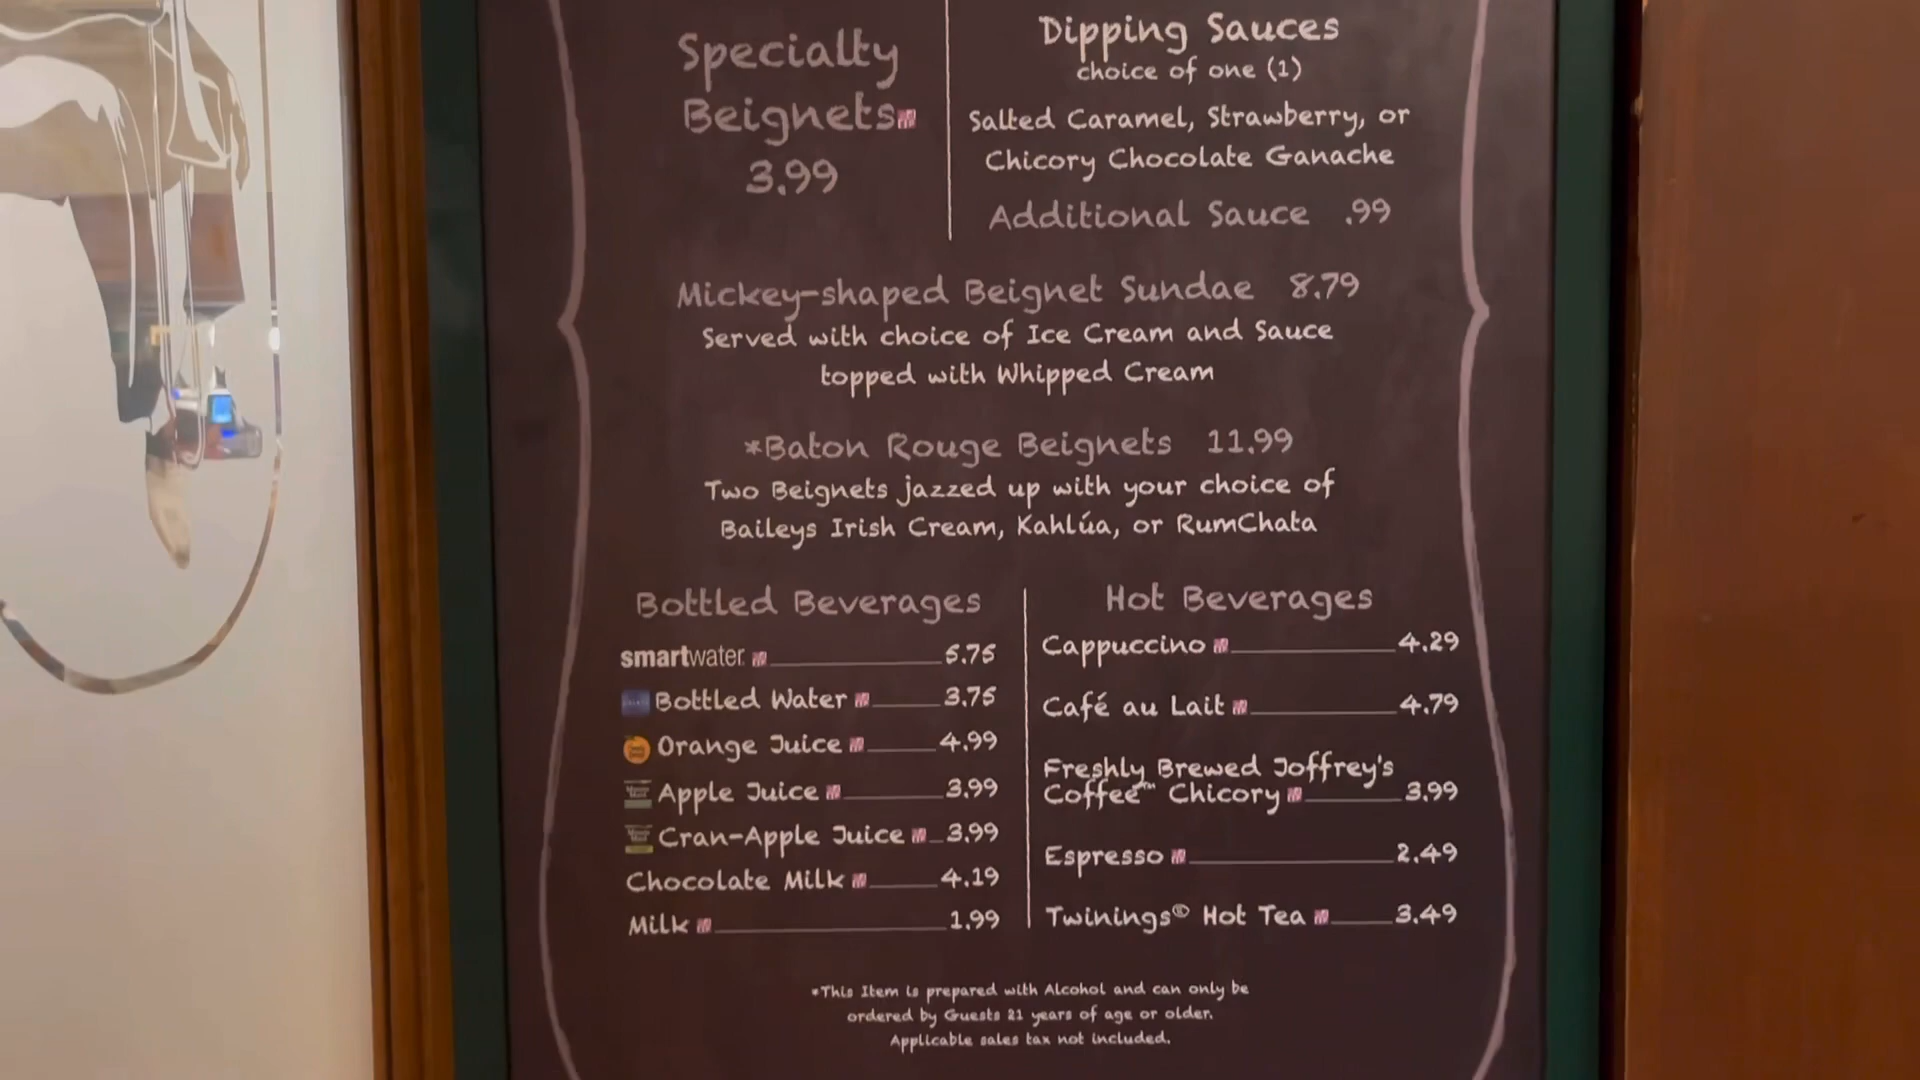 Specialty
Beignets
3.99
Dipping Sauces
choice of one (1)
Salted Caramel, Strawberry, or
Chicory Chocolate Ganache
Additional Sauce .99
Mickey-shaped Beignet Sundae 8.79
Served with choice of Ice Cream and Sauce
topped with Whipped Cream
*Baton Rouge Beignets 11.99
Two Beignets jazzed up with your choice of
Baileys Irish Cream, Kahlúa, or RumChata
Bottled Beverages
smartwater 5.75
Bottled Water 3.75
Orange Juice 4.99
Apple Juice 3.99
Cran-Apple Juice 3.99
Chocolate Milk 4.19
Milk 1.99
Hot Beverages
Cappuccino 4.29
Café au Lait 4.79
Freshly Brewed Joffrey's
Coffee™ Chicory 3.99
Espresso 2.49
Twinings® Hot Tea 3.49
*This Item is prepared with Alcohol and can only be
ordered by Guests 21 years of age or older.
Applicable sales tax not included.